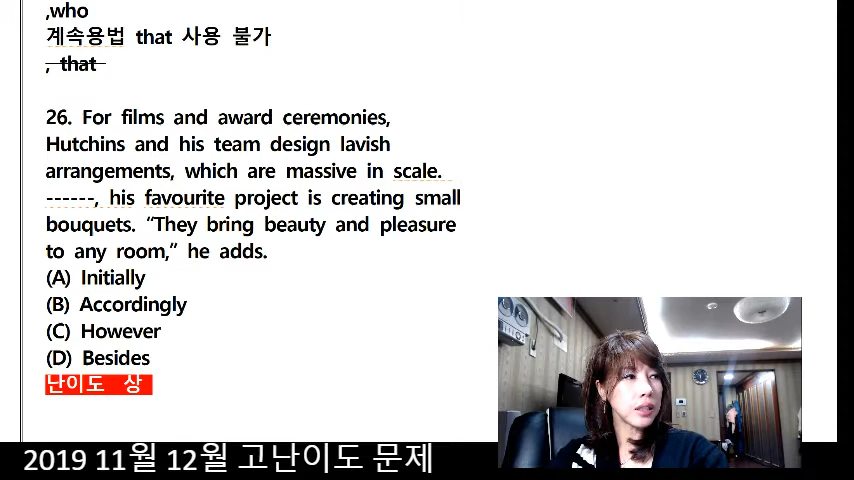 ,who
계속용법 that 사용 불가
, that
26. For films and award ceremonies,
Hutchins and his team design lavish
arrangements, which are massive in scale.
------, his favourite project is creating small
bouquets. “They bring beauty and pleasure
to any room,” he adds.
(A) Initially
(B) Accordingly
(C) However
(D) Besides
난이도 상
2019 11월 12월 고난이도 문제